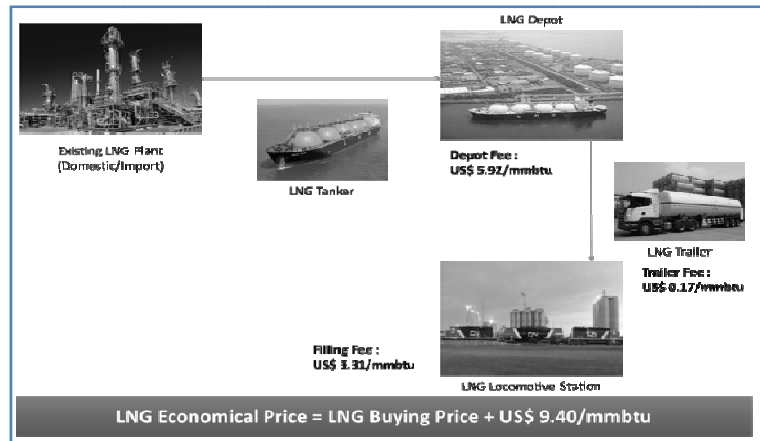 LNG Depot
Existing LNG Plant
(Domestic/Import)
LNG Tanker
Depot Fee :
US$ 5.92/mmbtu
LNG Trailer
Trailer Fee :
US$ 0.17/mmbtu
Filling Fee :
US$ 3.31/mmbtu
LNG Locomotive Station
LNG Economical Price = LNG Buying Price + US$ 9.40/mmbtu